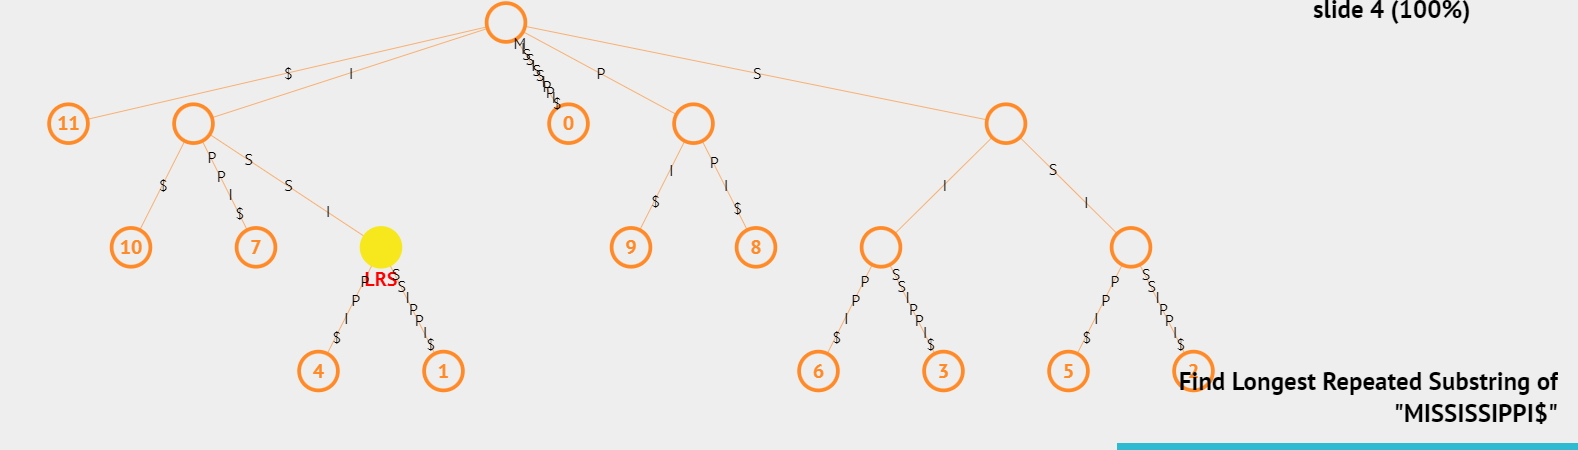 slide 4 (100%)
$
I
M
P
S
11
0
$
P
P
I
$
S
S
I
I
$
P
I
$
I
S
I
10
7
LRS
9
8
P
P
I
$
S
S
I
P
P
I
$
P
P
I
$
S
S
I
P
P
I
$
P
P
I
$
S
S
I
P
P
I
$
4
1
6
3
5
2
Find Longest Repeated Substring of
"MISSISSIPPI$"